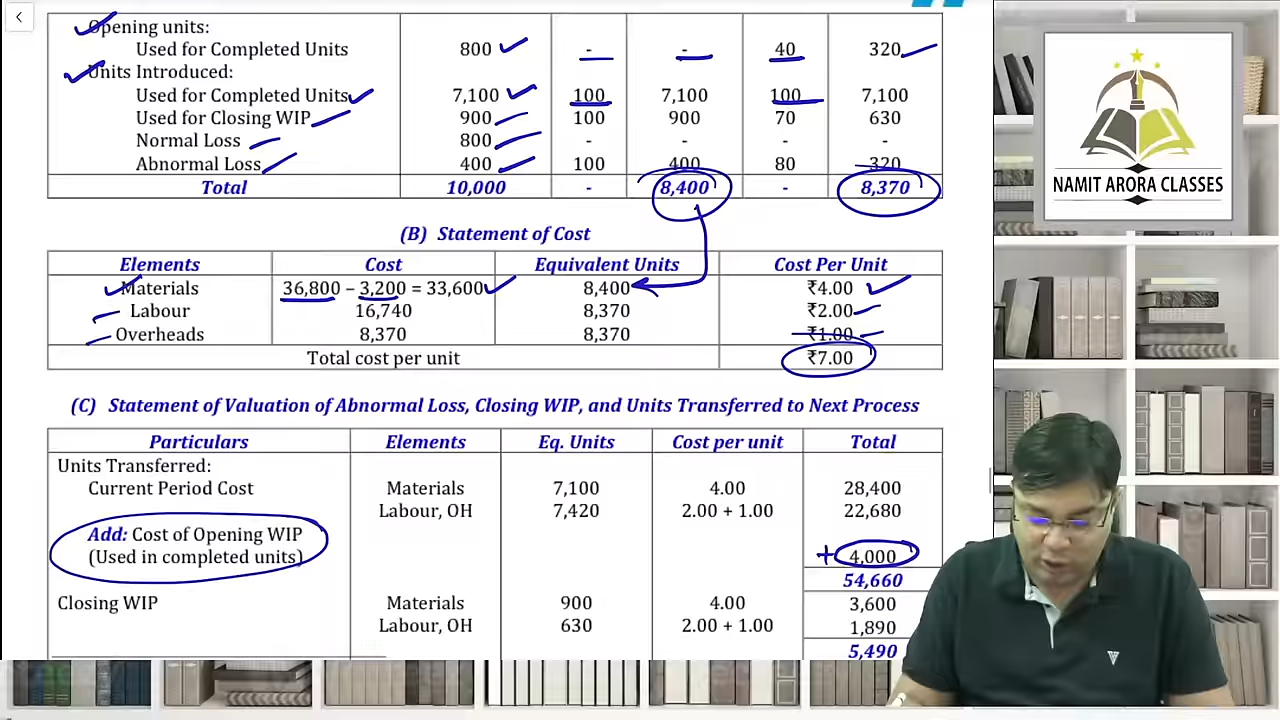 Opening units:
Used for Completed Units 800 - - 40 320
Units Introduced:
Used for Completed Units 7,100 100 7,100 100 7,100
Used for Closing WIP 900 100 900 70 630
Normal Loss 800 - - - -
Abnormal Loss 400 100 400 80 320
Total 10,000 - 8,400 - 8,370
(B) Statement of Cost
Elements Cost Equivalent Units Cost Per Unit
Materials 36,800 – 3,200 = 33,600 8,400 ₹4.00
Labour 16,740 8,370 ₹2.00
Overheads 8,370 8,370 ₹1.00
Total cost per unit ₹7.00
(C) Statement of Valuation of Abnormal Loss, Closing WIP, and Units Transferred to Next Process
Particulars Elements Eq. Units Cost per unit Total
Units Transferred:
Current Period Cost Materials 7,100 4.00 28,400
Labour, OH 7,420 2.00 + 1.00 22,680
Add: Cost of Opening WIP
(Used in completed units) + 4,000
54,660
Closing WIP Materials 900 4.00 3,600
Labour, OH 630 2.00 + 1.00 1,890
5,490
NAMIT ARORA CLASSES